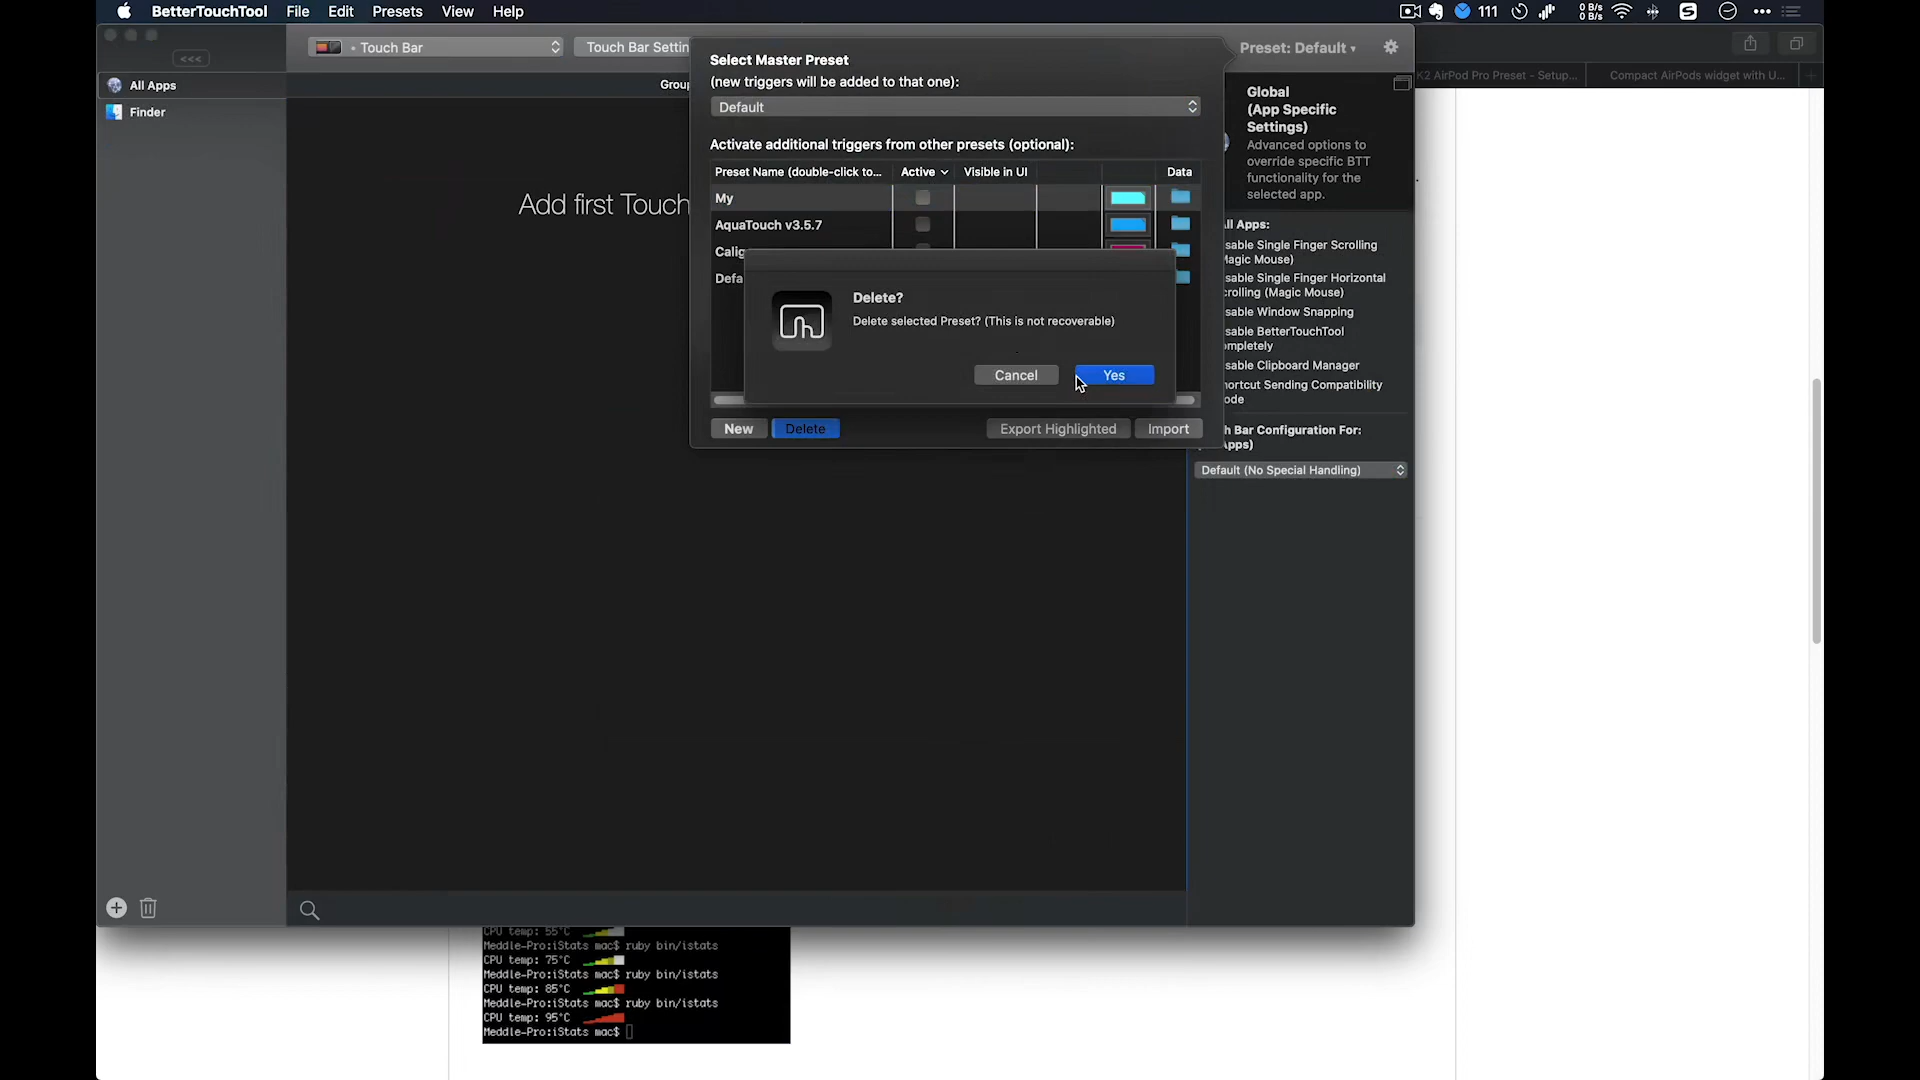 BetterTouchTool File Edit Presets View Help
111
0 B/s
0 B/s
<<<
Touch Bar
Touch Bar Settin
Preset: Default ▾
All Apps
Finder
Group
Add first Touch
Select Master Preset
(new triggers will be added to that one):
Default
Activate additional triggers from other presets (optional):
Preset Name (double-click to... Active Visible in UI Data
My
AquaTouch v3.5.7
Calig
Defa
Delete?
Delete selected Preset? (This is not recoverable)
Cancel Yes
New Delete Export Highlighted Import
K2 AirPod Pro Preset - Setup...
Compact AirPods widget with U...
Global
(App Specific
Settings)
Advanced options to
override specific BTT
functionality for the
selected app.
ll Apps:
sable Single Finger Scrolling
Magic Mouse)
sable Single Finger Horizontal
crolling (Magic Mouse)
sable Window Snapping
sable BetterTouchTool
ompletely
sable Clipboard Manager
hortcut Sending Compatibility
ode
h Bar Configuration For:
Apps)
Default (No Special Handling)
CPU temp: 55°C
Meddle-Pro:iStats mac$ ruby bin/istats
CPU temp: 75°C
Meddle-Pro:iStats mac$ ruby bin/istats
CPU temp: 85°C
Meddle-Pro:iStats mac$ ruby bin/istats
CPU temp: 95°C
Meddle-Pro:iStats mac$